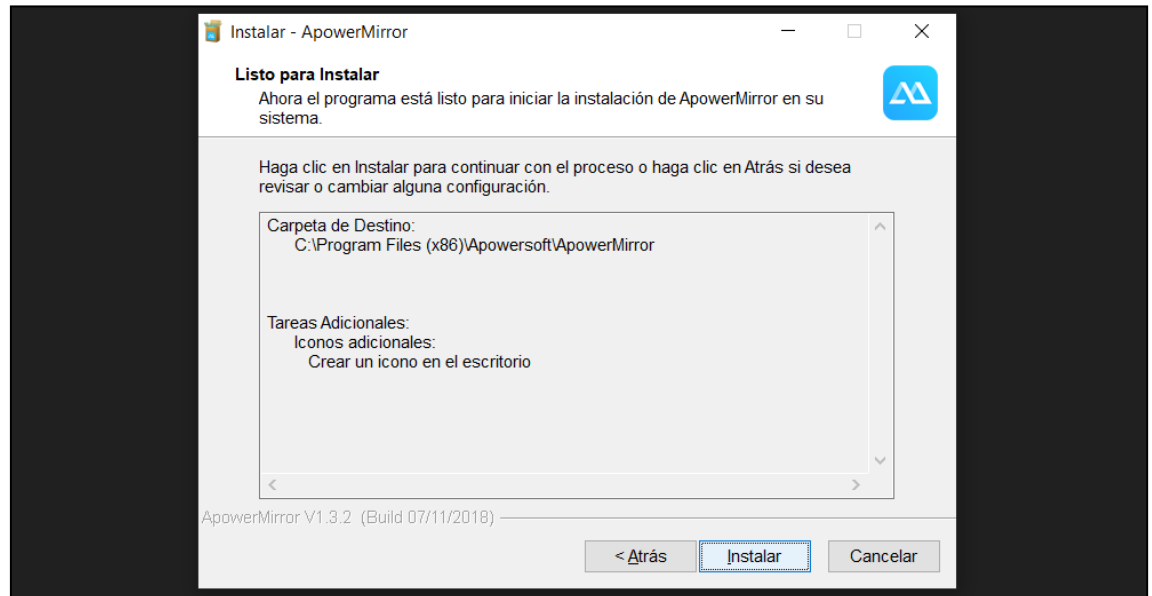 Instalar - ApowerMirror
Listo para Instalar
Ahora el programa está listo para iniciar la instalación de ApowerMirror en su
sistema.
Haga clic en Instalar para continuar con el proceso o haga clic en Atrás si desea
revisar o cambiar alguna configuración.
Carpeta de Destino:
C:\Program Files (x86)\Apowersoft\ApowerMirror
Tareas Adicionales:
Iconos adicionales:
Crear un icono en el escritorio
ApowerMirror V1.3.2 (Build 07/11/2018)
< Atrás
Instalar
Cancelar